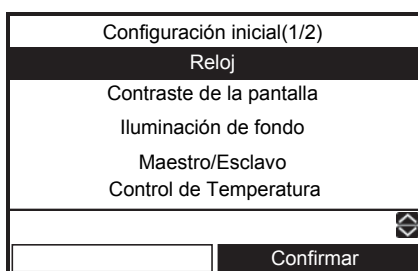 Configuración inicial(1/2)
Reloj
Contraste de la pantalla
Iluminación de fondo
Maestro/Esclavo
Control de Temperatura
Confirmar